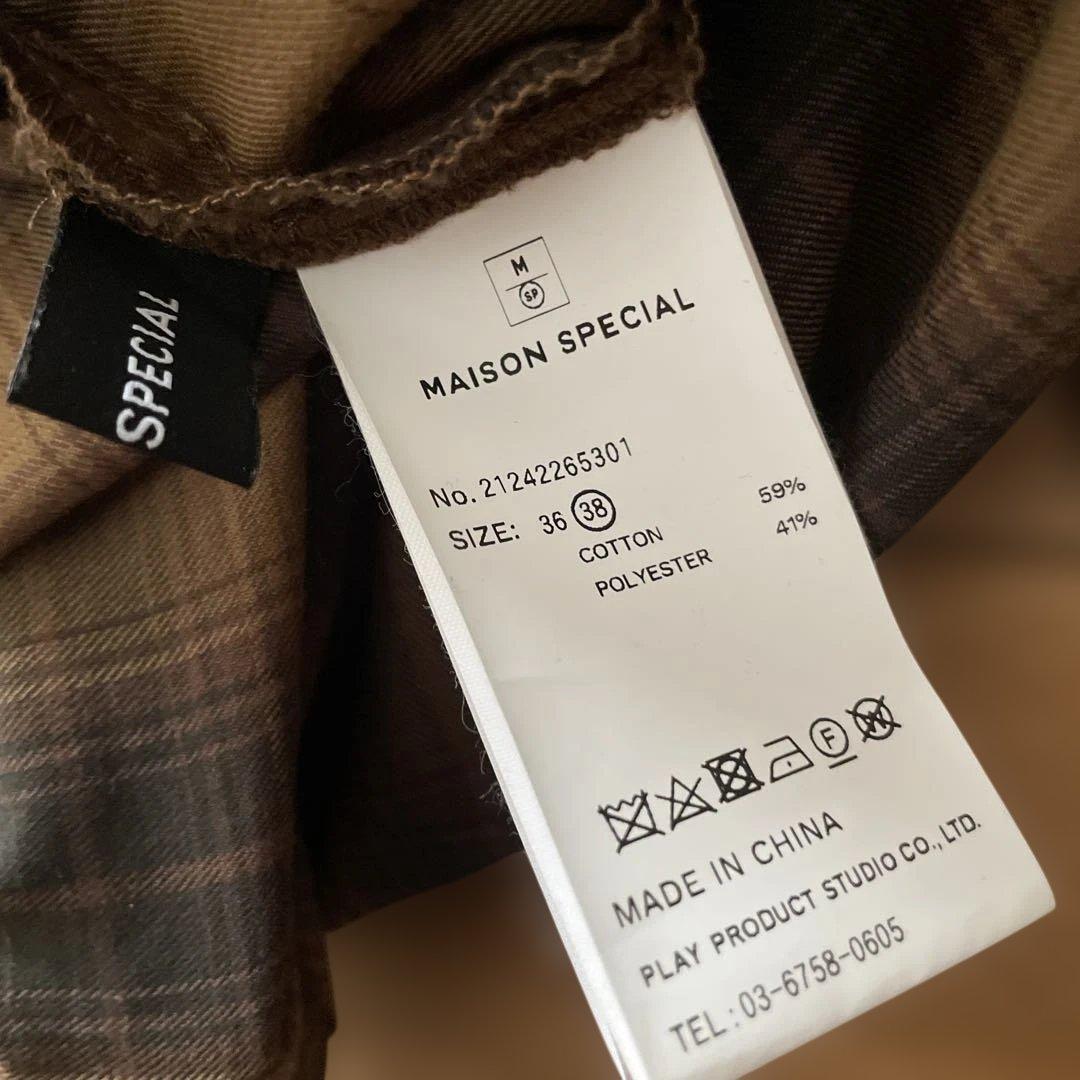 M
SP
MAISON SPECIAL
No. 21242265301
SIZE: 36 38
COTTON 59%
POLYESTER 41%
F
W
MADE IN CHINA
PLAY PRODUCT STUDIO CO., LTD.
TEL : 03-6758-0605
SPECIAL